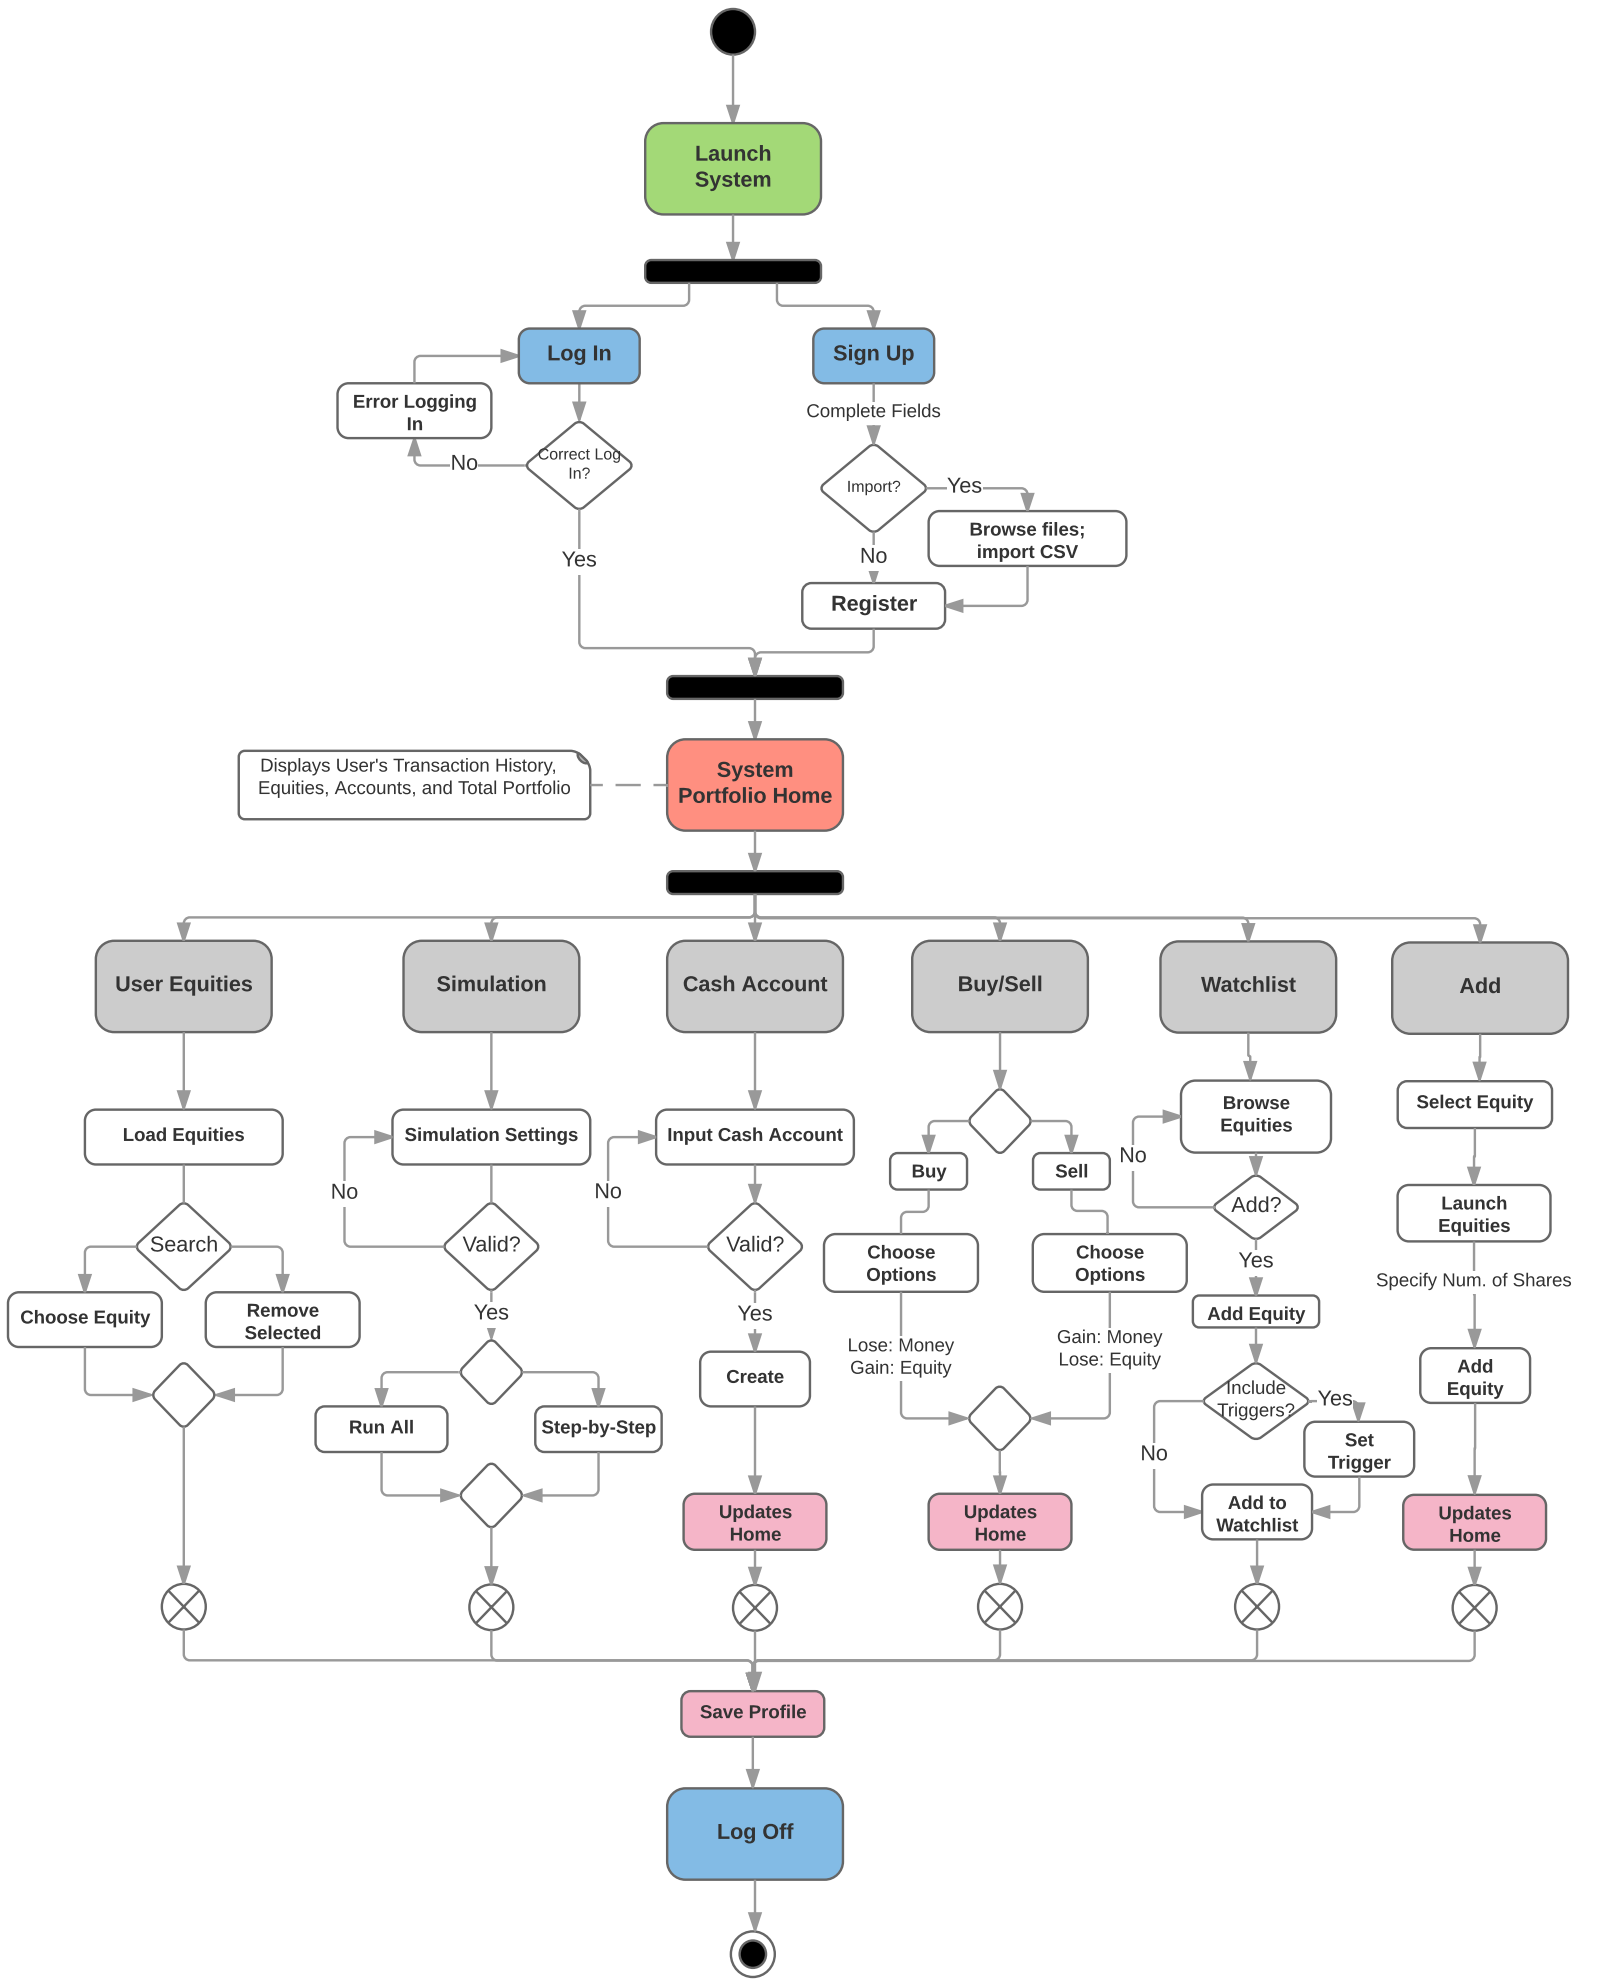 Launch
System
Log In
Sign Up
Error Logging
In
Complete Fields
Correct Log
In?
No
Import?
Yes
Browse files;
import CSV
Yes
No
Register
Displays User's Transaction History,
Equities, Accounts, and Total Portfolio
System
Portfolio Home
User Equities
Simulation
Cash Account
Buy/Sell
Watchlist
Add
Load Equities
Search
Choose Equity
Remove
Selected
Simulation Settings
No
Valid?
Yes
Run All
Step-by-Step
Input Cash Account
No
Valid?
Yes
Create
Updates
Home
Buy
Sell
Choose
Options
Choose
Options
Lose: Money
Gain: Equity
Gain: Money
Lose: Equity
Updates
Home
Browse
Equities
No
Add?
Yes
Add Equity
Include
Triggers?
Yes
No
Set
Trigger
Add to
Watchlist
Select Equity
Launch
Equities
Specify Num. of Shares
Add
Equity
Updates
Home
Save Profile
Log Off